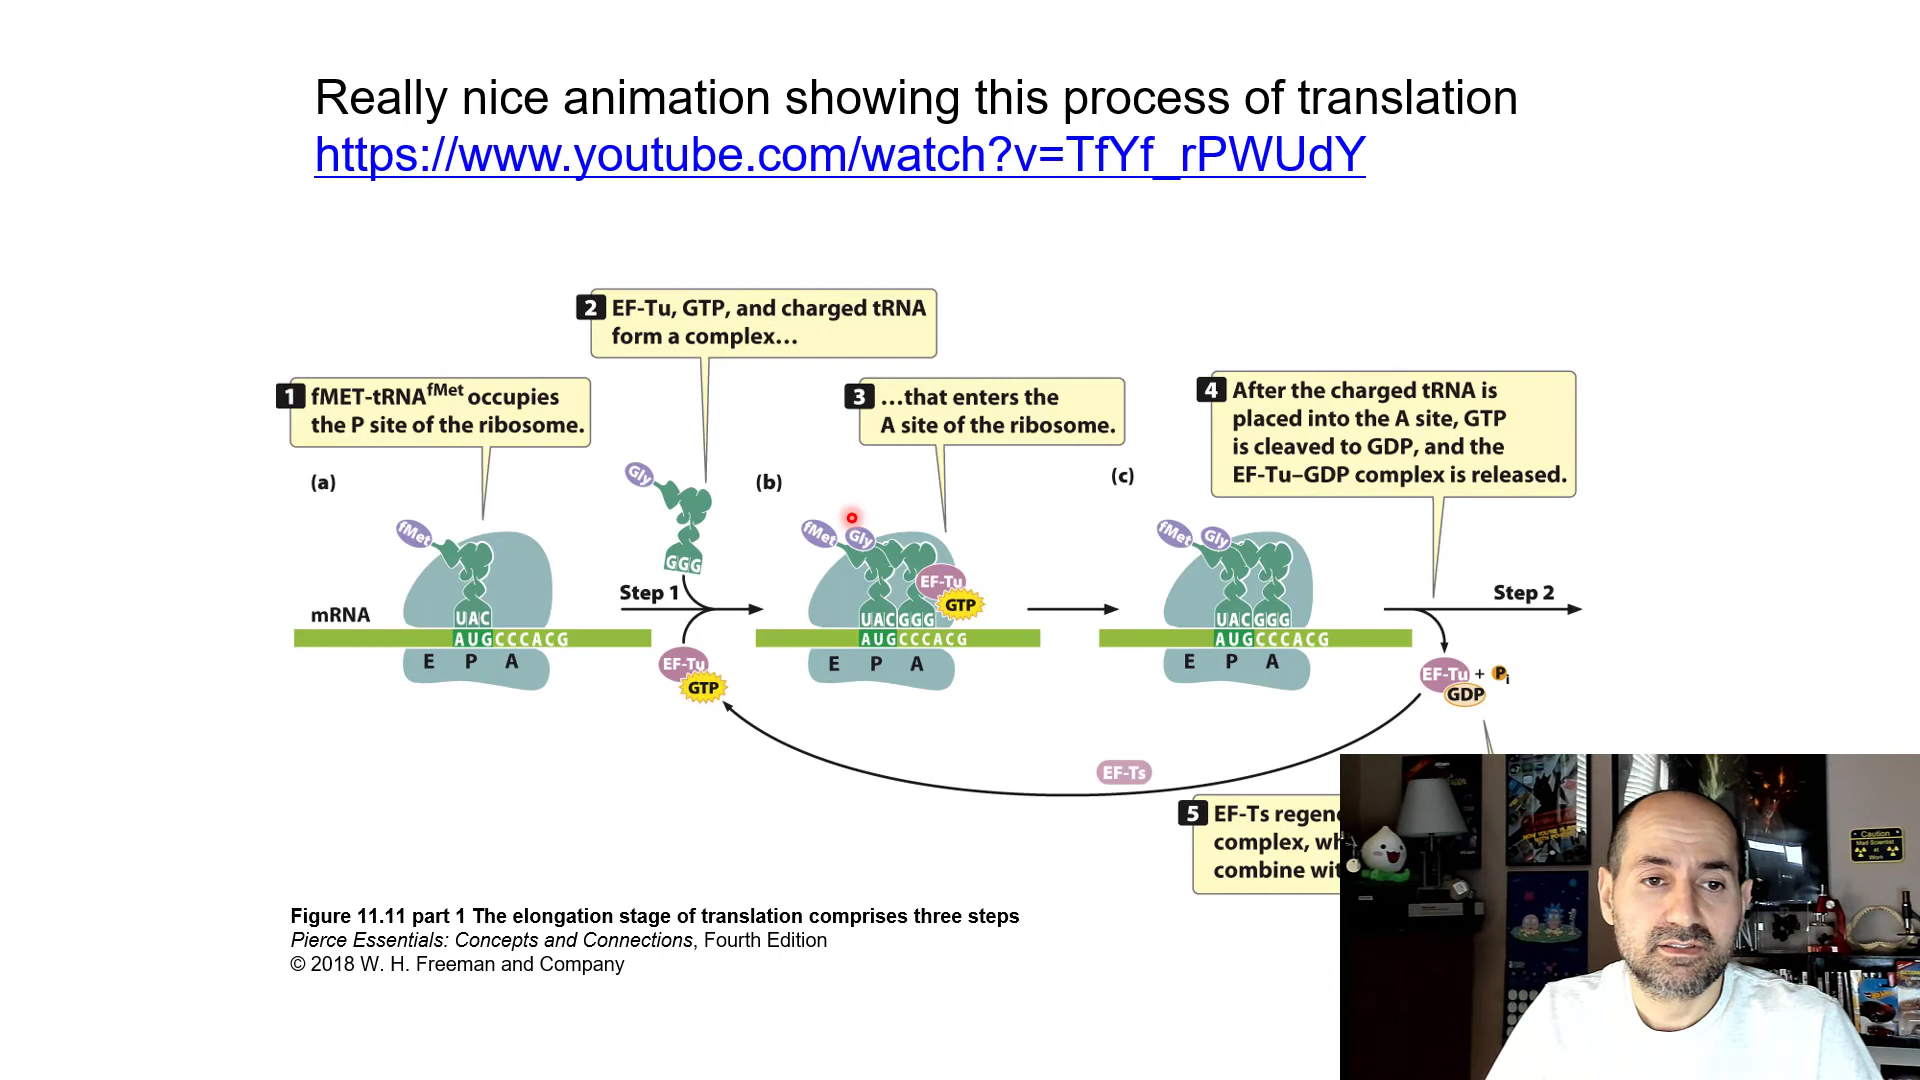 Really nice animation showing this process of translation
https://www.youtube.com/watch?v=TfYf_rPWUdY
2 EF-Tu, GTP, and charged tRNA
form a complex…
1 fMET-tRNAfMet occupies
the P site of the ribosome.
3 …that enters the
A site of the ribosome.
4 After the charged tRNA is
placed into the A site, GTP
is cleaved to GDP, and the
EF-Tu–GDP complex is released.
(a)
Gly
(b)
(c)
fMet
GGG
fMet Gly
EF-Tu
GTP
fMet Gly
Step 1
Step 2
mRNA
UAC
AUGCCCACG
E P A
UACGGG
AUGCCCACG
E P A
UACGGG
AUGCCCACG
E P A
EF-Tu
GTP
EF-Tu + Pi
GDP
EF-Ts
5 EF-Ts regen
complex, wh
combine wit
Caution
Mad Scientist
at
Work
Figure 11.11 part 1 The elongation stage of translation comprises three steps
Pierce Essentials: Concepts and Connections, Fourth Edition
© 2018 W. H. Freeman and Company